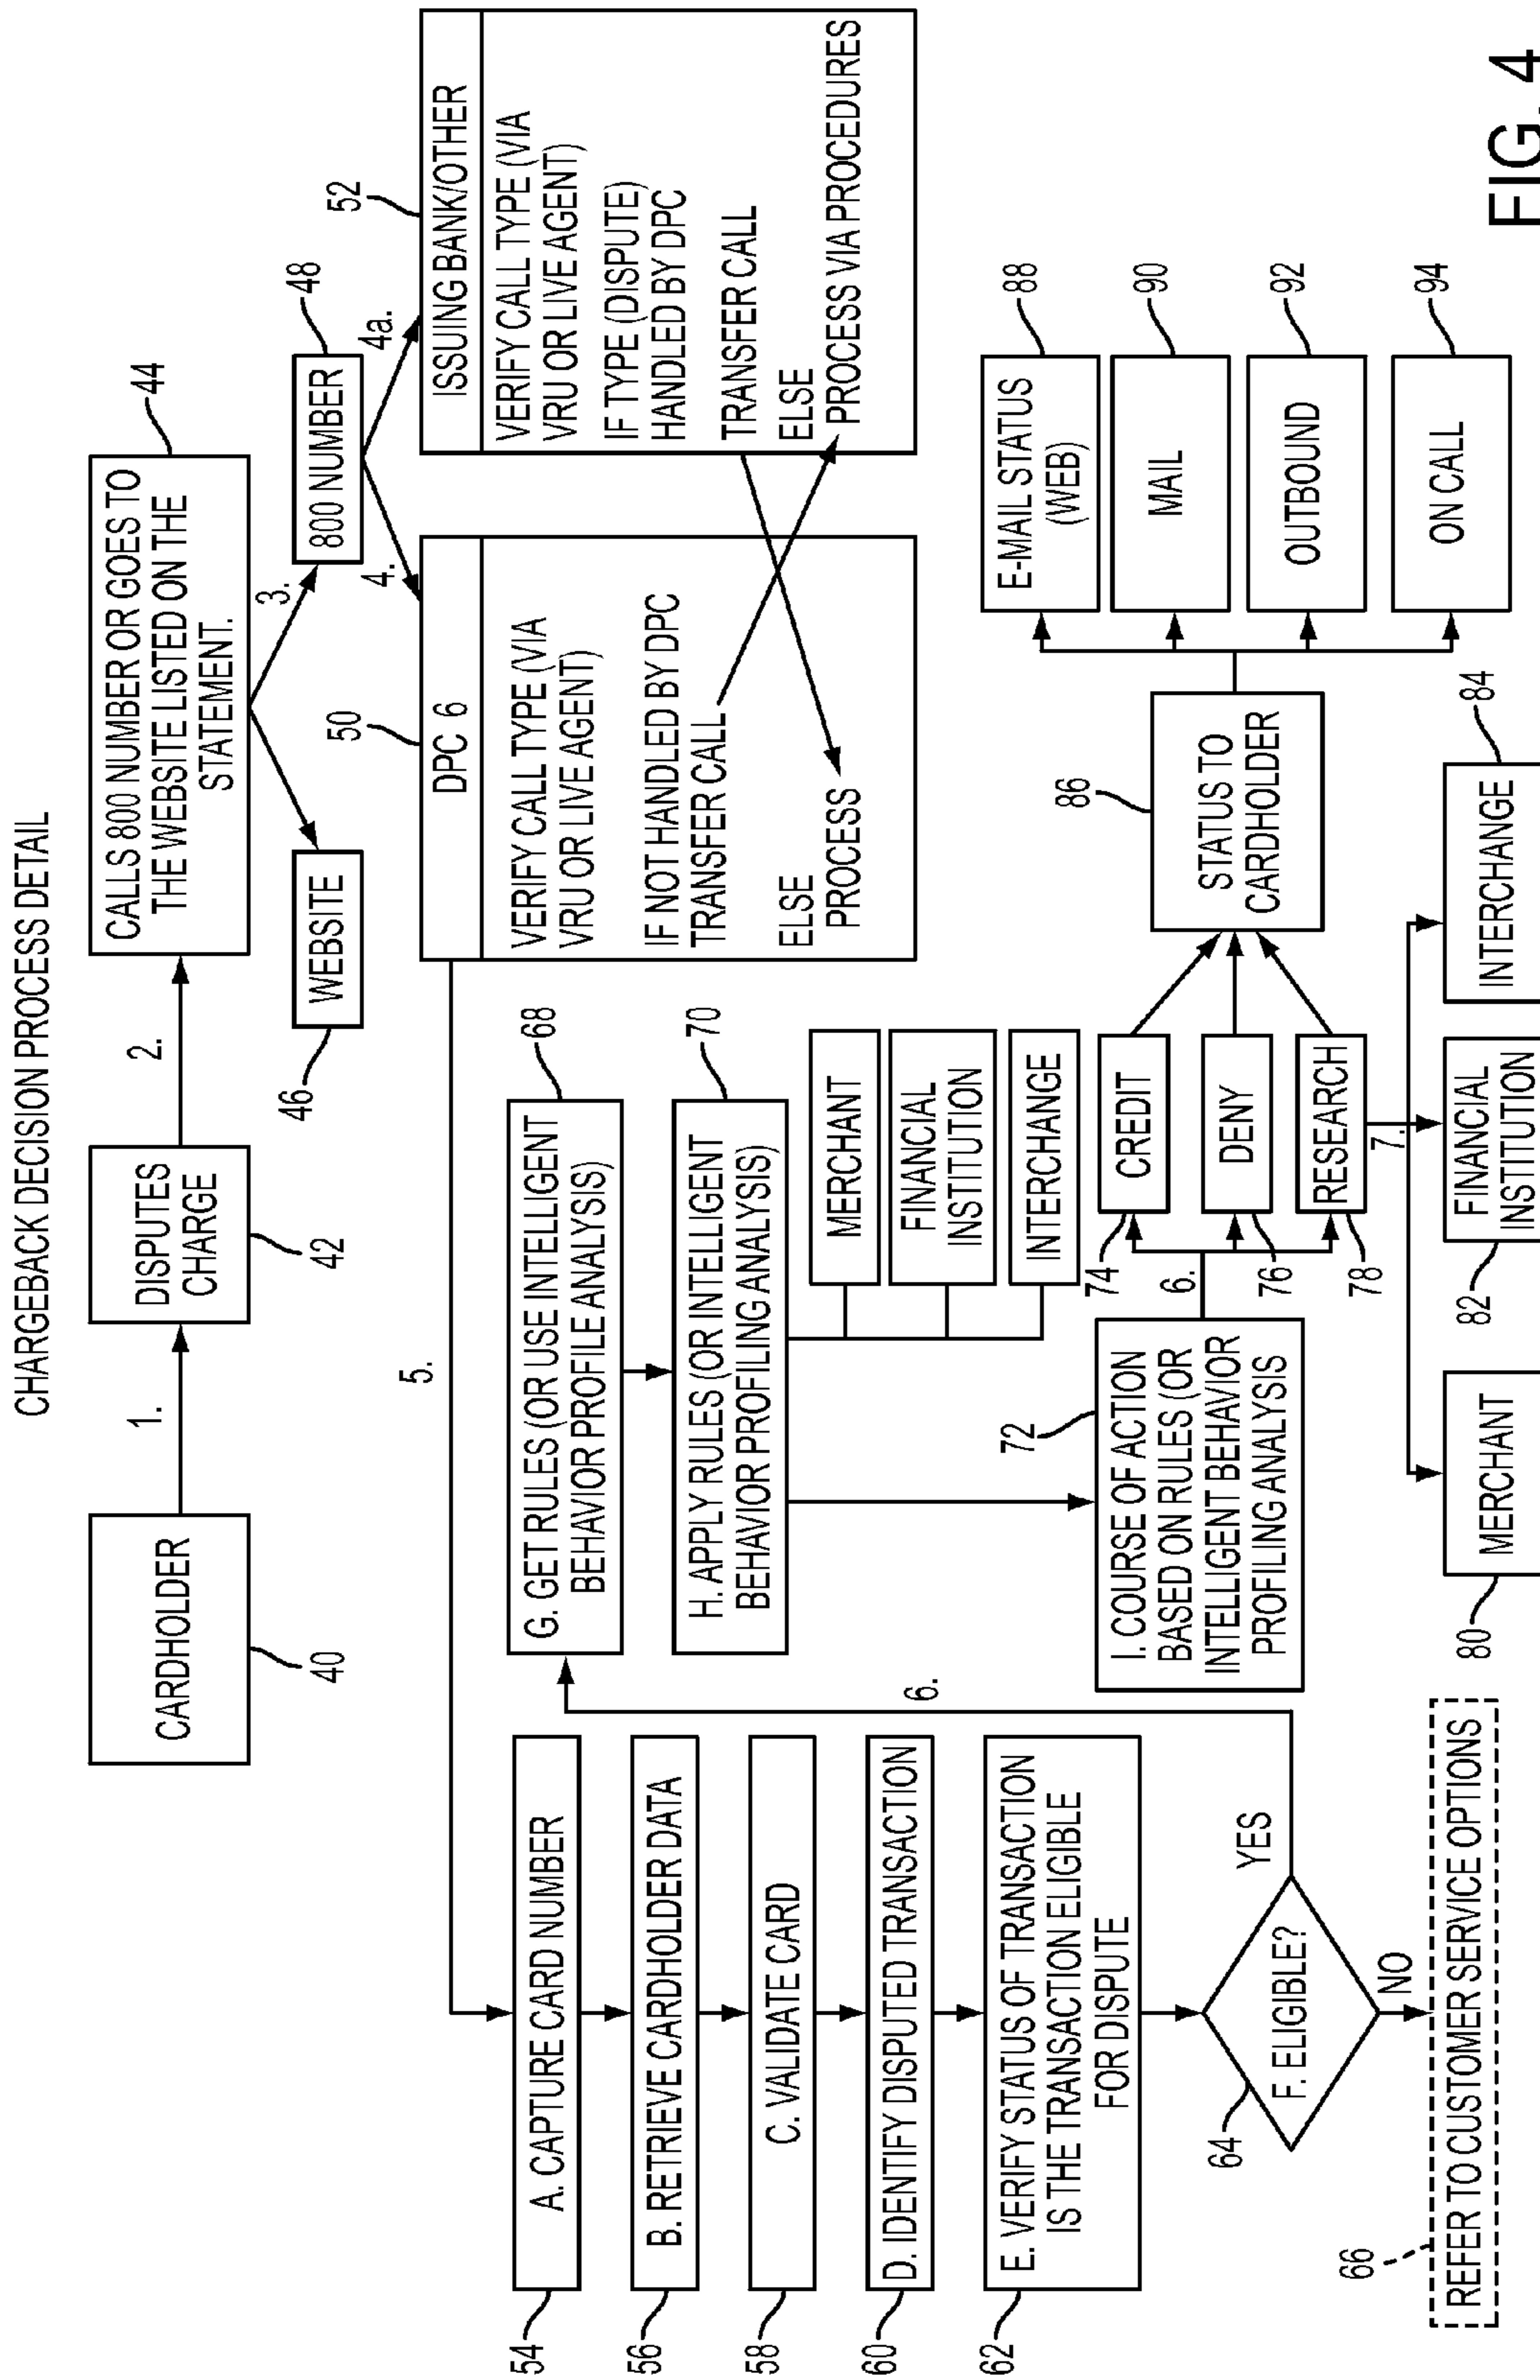 CHARGEBACK DECISION PROCESS DETAIL
CARDHOLDER
40
1.
DISPUTES
CHARGE
42
2.
CALLS 800 NUMBER OR GOES TO
THE WEBSITE LISTED ON THE
STATEMENT.
44
3.
WEBSITE
46
800 NUMBER
48
4.
4a.
50
DPC 6
VERIFY CALL TYPE (VIA
VRU OR LIVE AGENT)
IF NOT HANDLED BY DPC
TRANSFER CALL
ELSE
PROCESS
52
ISSUING BANK/OTHER
VERIFY CALL TYPE (VIA
VRU OR LIVE AGENT)
IF TYPE (DISPUTE)
HANDLED BY DPC
TRANSFER CALL
ELSE
PROCESS VIA PROCEDURES
5.
A. CAPTURE CARD NUMBER
54
B. RETRIEVE CARDHOLDER DATA
56
C. VALIDATE CARD
58
D. IDENTIFY DISPUTED TRANSACTION
60
E. VERIFY STATUS OF TRANSACTION
IS THE TRANSACTION ELIGIBLE
FOR DISPUTE
62
F. ELIGIBLE?
64
YES
NO
REFER TO CUSTOMER SERVICE OPTIONS
66
6.
G. GET RULES (OR USE INTELLIGENT
BEHAVIOR PROFILE ANALYSIS)
68
H. APPLY RULES (OR INTELLIGENT
BEHAVIOR PROFILING ANALYSIS)
70
MERCHANT
FINANCIAL
INSTITUTION
INTERCHANGE
72
I. COURSE OF ACTION
BASED ON RULES (OR
INTELLIGENT BEHAVIOR
PROFILING ANALYSIS
6.
74
CREDIT
76
DENY
78
RESEARCH
7.
80
MERCHANT
82
FINANCIAL
INSTITUTION
84
INTERCHANGE
86
STATUS TO
CARDHOLDER
E-MAIL STATUS
(WEB)
88
MAIL
90
OUTBOUND
92
ON CALL
94
FIG. 4